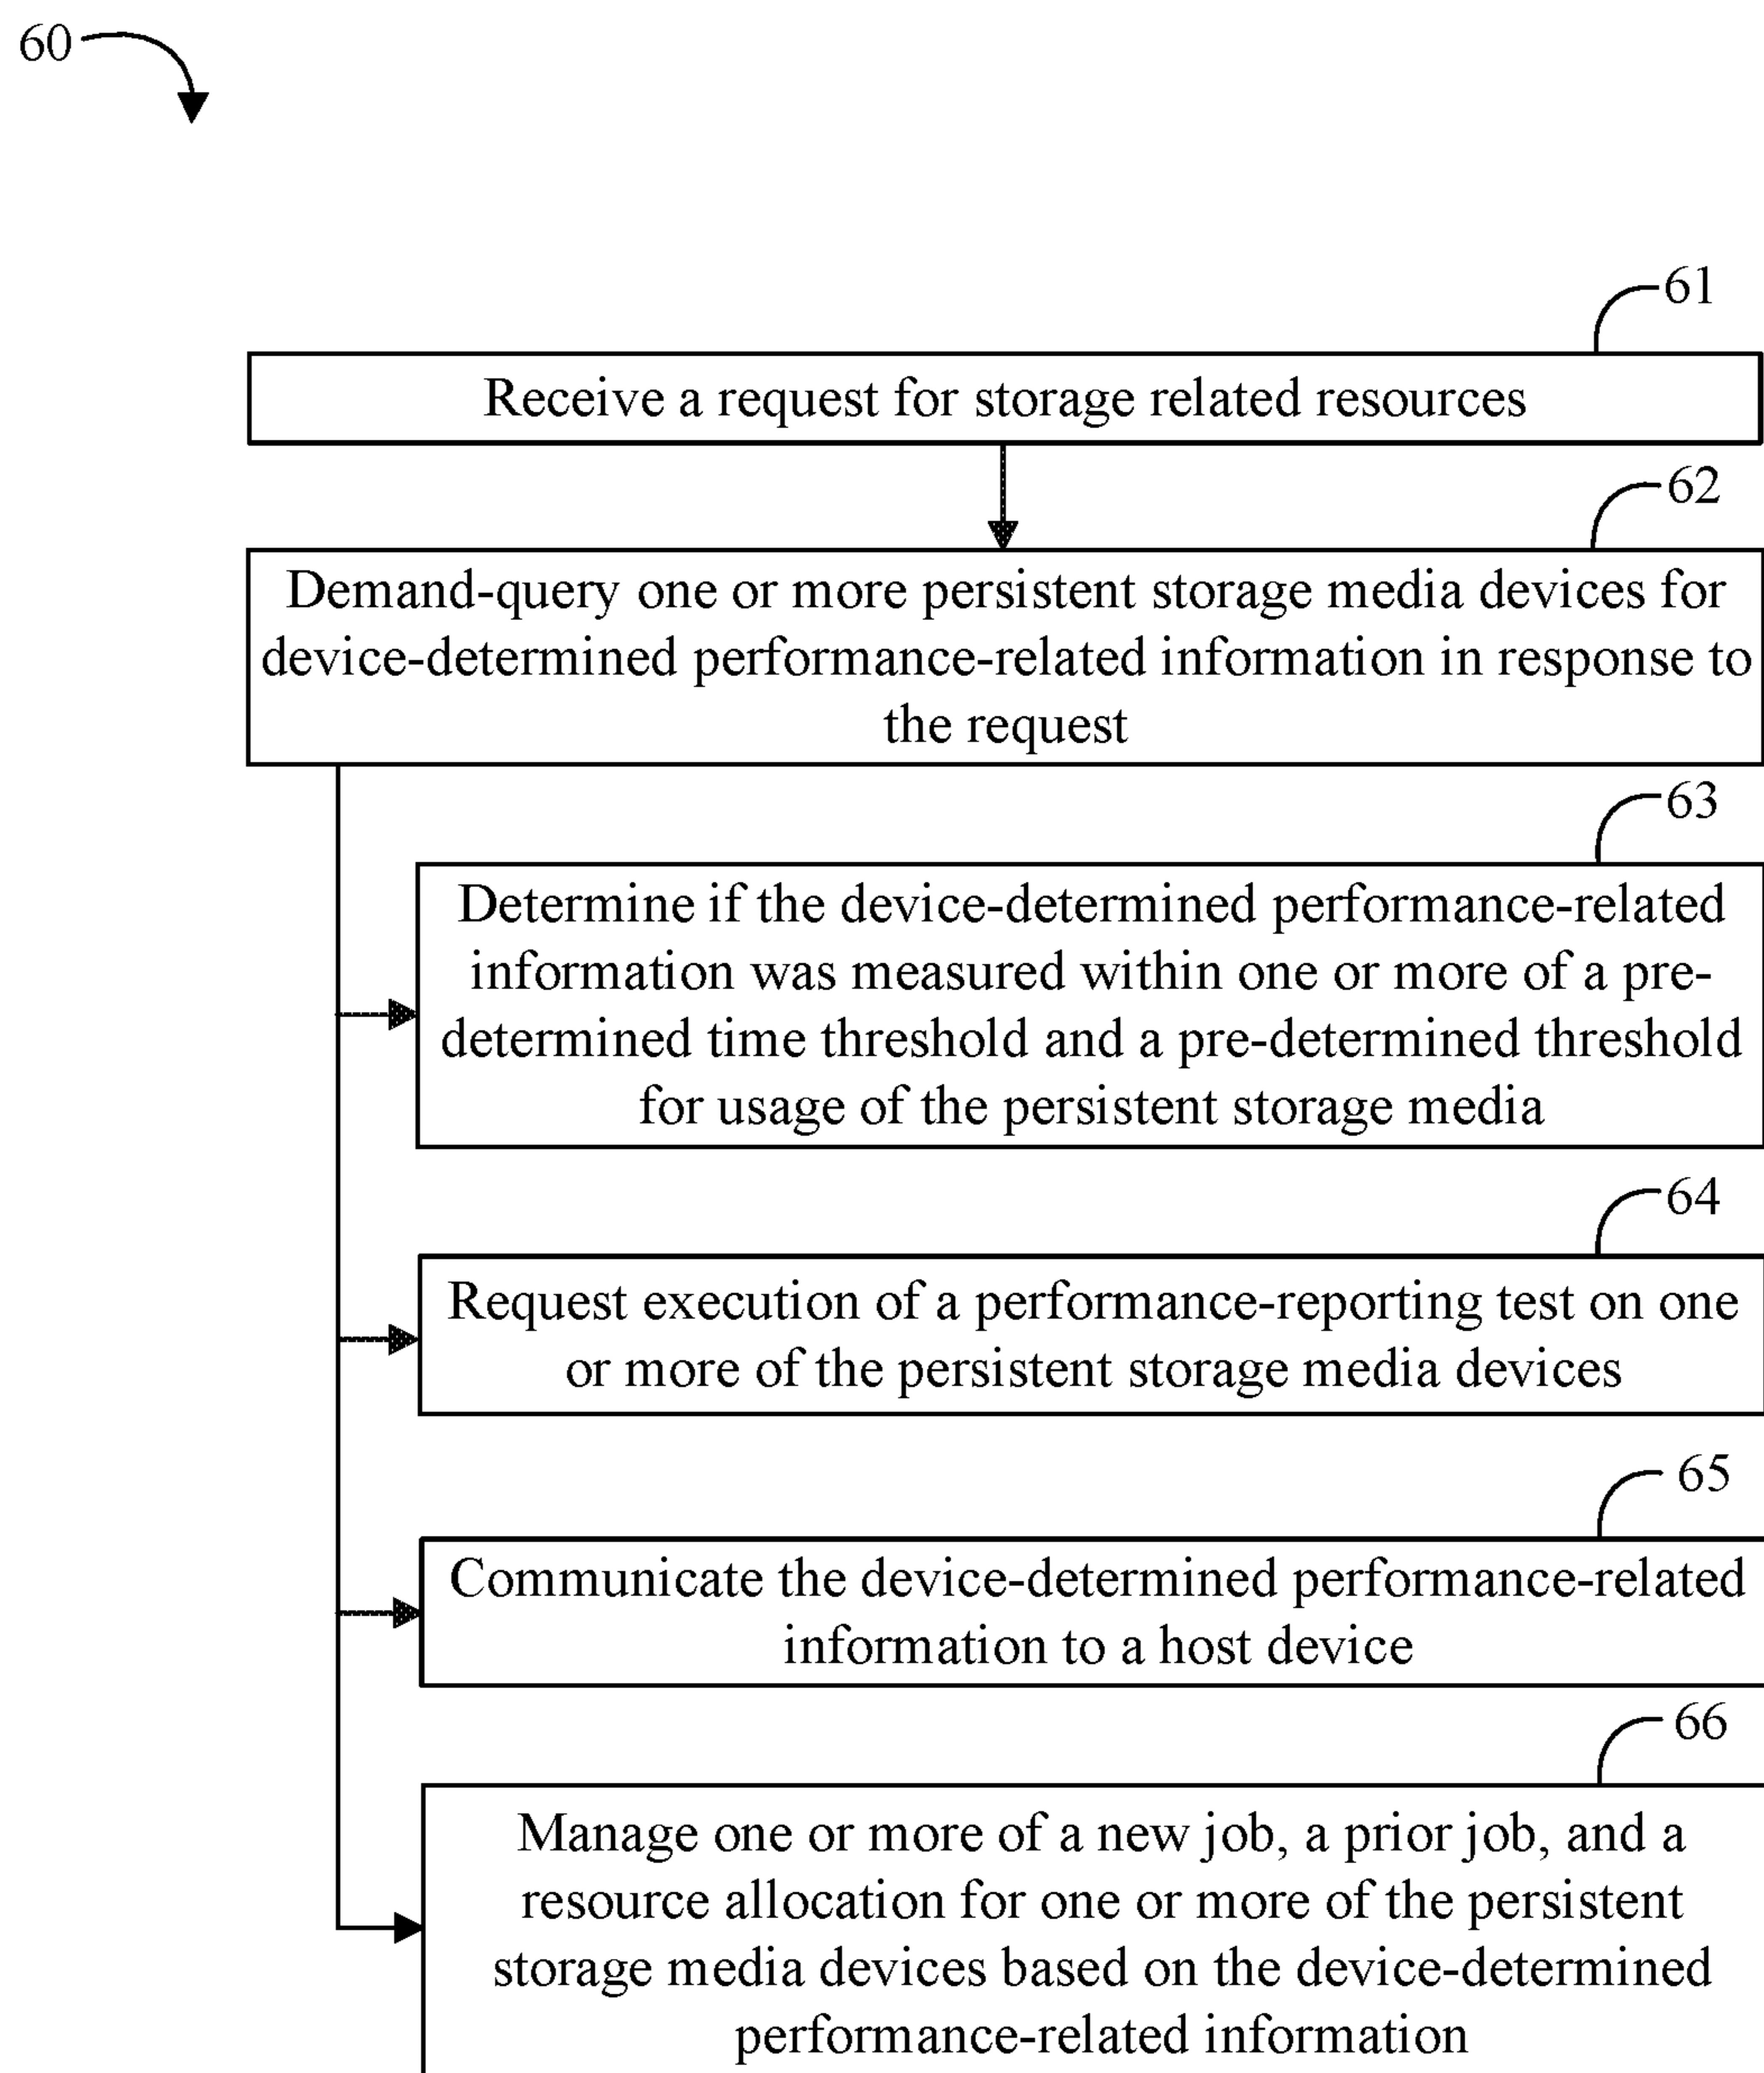 60
61
Receive a request for storage related resources
62
Demand-query one or more persistent storage media devices for
device-determined performance-related information in response to
the request
63
Determine if the device-determined performance-related
information was measured within one or more of a pre-
determined time threshold and a pre-determined threshold
for usage of the persistent storage media
64
Request execution of a performance-reporting test on one
or more of the persistent storage media devices
65
Communicate the device-determined performance-related
information to a host device
66
Manage one or more of a new job, a prior job, and a
resource allocation for one or more of the persistent
storage media devices based on the device-determined
performance-related information